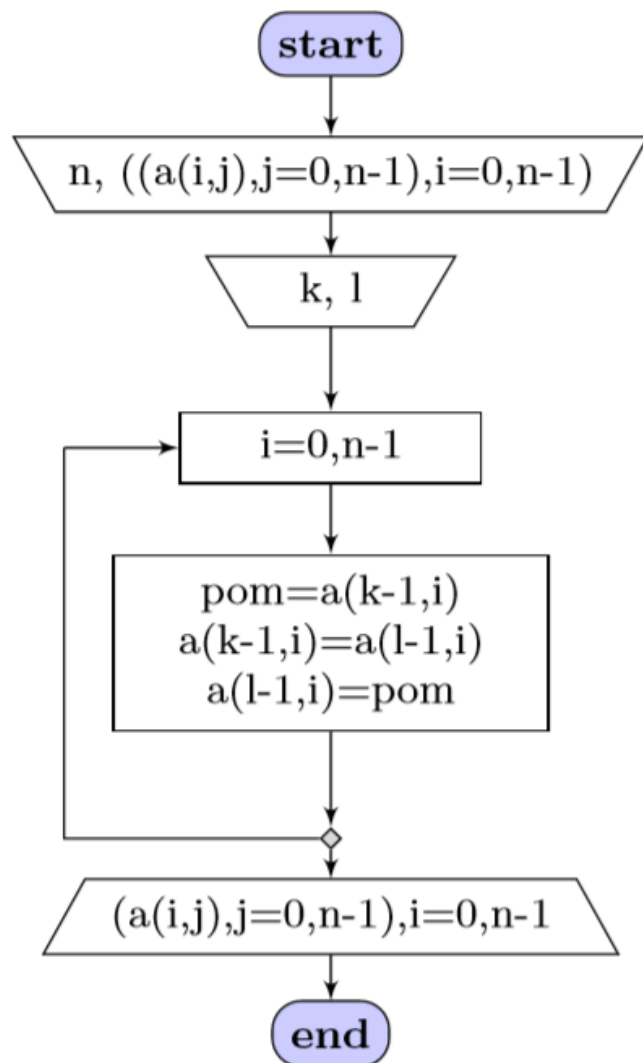 start
n, ((a(i,j),j=0,n-1),i=0,n-1)
k, l
i=0,n-1
pom=a(k-1,i)
a(k-1,i)=a(l-1,i)
a(l-1,i)=pom
(a(i,j),j=0,n-1),i=0,n-1
end